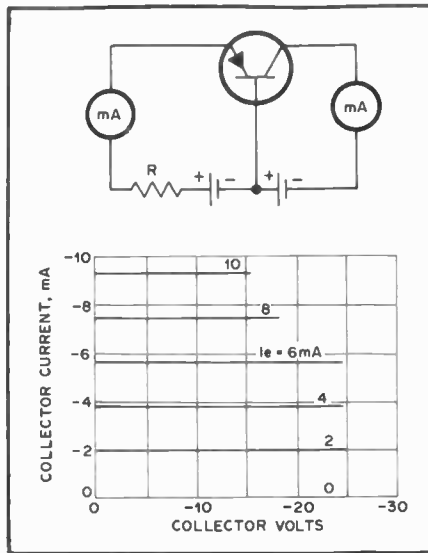 mA
mA
R
+ -
+ -
-10
10
-8
8
Ie = 6mA
-6
-4
4
-2
2
0
0
0
-10
-20
-30
COLLECTOR CURRENT, mA
COLLECTOR VOLTS